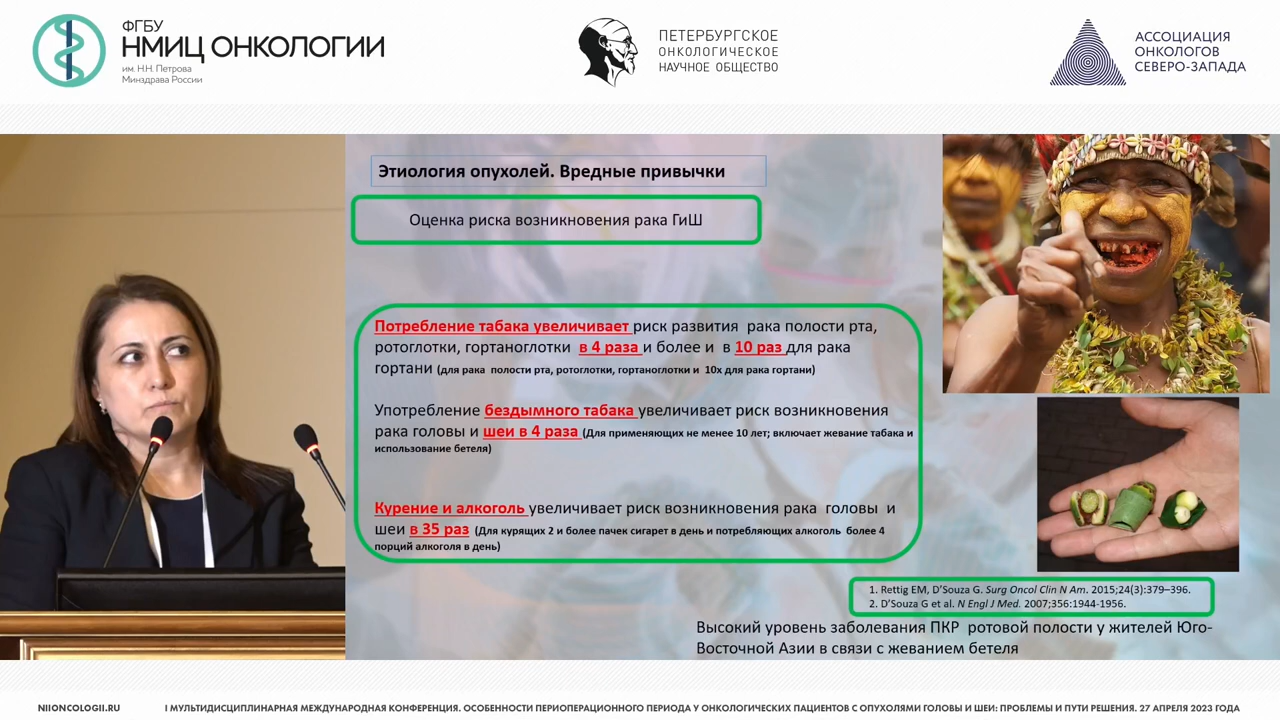 ФГБУ
НМИЦ ОНКОЛОГИИ
им. Н.Н. Петрова
Минздрава России
ПЕТЕРБУРГСКОЕ
ОНКОЛОГИЧЕСКОЕ
НАУЧНОЕ ОБЩЕСТВО
АССОЦИАЦИЯ
ОНКОЛОГОВ
СЕВЕРО-ЗАПАДА
Этиология опухолей. Вредные привычки
Оценка риска возникновения рака ГиШ
Потребление табака увеличивает риск развития рака полости рта,
ротоглотки, гортаноглотки в 4 раза и более и в 10 раз для рака
гортани (для рака полости рта, ротоглотки, гортаноглотки и 10х для рака гортани)
Употребление бездымного табака увеличивает риск возникновения
рака головы и шеи в 4 раза (Для применяющих не менее 10 лет; включает жевание табака и
использование бетеля)
Курение и алкоголь увеличивает риск возникновения рака головы и
шеи в 35 раз (Для курящих 2 и более пачек сигарет в день и потребляющих алкоголь более 4
порций алкоголя в день)
1. Rettig EM, D'Souza G. Surg Oncol Clin N Am. 2015;24(3):379–396.
2. D'Souza G et al. N Engl J Med. 2007;356:1944-1956.
Высокий уровень заболевания ПКР ротовой полости у жителей Юго-
Восточной Азии в связи с жеванием бетеля
NIIONCOLOGII.RU
I МУЛЬТИДИСЦИПЛИНАРНАЯ МЕЖДУНАРОДНАЯ КОНФЕРЕНЦИЯ. ОСОБЕННОСТИ ПЕРИОПЕРАЦИОННОГО ПЕРИОДА У ОНКОЛОГИЧЕСКИХ ПАЦИЕНТОВ С ОПУХОЛЯМИ ГОЛОВЫ И ШЕИ: ПРОБЛЕМЫ И ПУТИ РЕШЕНИЯ. 27 АПРЕЛЯ 2023 ГОДА